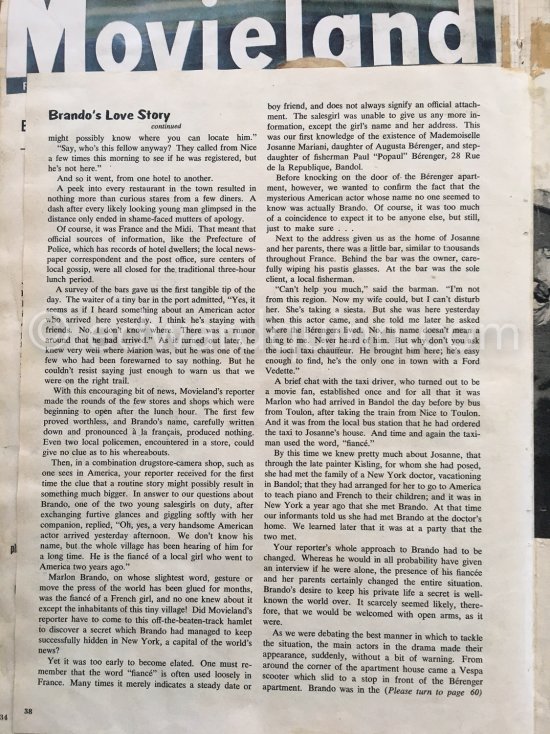 Movieland
Brando's Love Story
continued
might possibly know where you can locate him."
"Say, who's this fellow anyway? They called from Nice
a few times this morning to see if he was registered, but
he's not here."
And so it went, from one hotel to another.
A peek into every restaurant in the town resulted in
nothing more than curious stares from a few diners. A
dash after every likely looking young man glimpsed in the
distance only ended in shame-faced mutters of apology.
Of course, it was France and the Midi. That meant that
official sources of information, like the Prefecture of
Police, which has records of hotel dwellers; the local news-
paper correspondent and the post office, sure centers of
local gossip, were all closed for the traditional three-hour
lunch period.
A survey of the bars gave us the first tangible tip of the
day. The waiter of a tiny bar in the port admitted, "Yes, it
seems as if I heard something about an American actor
who arrived here yesterday. I think he's staying with
friends, but I don't know where. There is a rumor
around that he has arrived." As we learned later, he
knew very well where Marlon was, but he was one of the
few who had been forewarned to say nothing. But he
couldn't resist saying just enough to warn us that we
were on the right trail.
With this encouraging bit of news, Movieland's reporter
made the rounds of the few stores and shops which were
beginning to open after the lunch hour. The first few
proved worthless, and Brando's name, carefully written
down and pronounced à la français, produced nothing.
Even two local policemen, encountered in a store, could
give no clue as to his whereabouts.
Then, in a combination drugstore-camera shop, such as
one sees in America, your reporter received for the first
time the clue that a routine story might possibly result in
something much bigger. In answer to our questions about
Brando, one of the two young salesgirls on duty, after
exchanging furtive glances and giggling softly with her
companion, replied, "Oh, yes, a very handsome American
actor arrived yesterday afternoon. We don't know his
name, but the whole village has been hearing of him for
a long time. He is the fiancé of a local girl who went to
America two years ago."
Marlon Brando, on whose slightest word, gesture or
move the press of the world has been glued for months,
was the fiancé of a French girl, and no one knew about it
except the inhabitants of this tiny village! Did Movieland's
reporter have to come to this off-the-beaten-track hamlet
to discover a secret which Brando had managed to keep
successfully hidden in New York, a capital of the world's
news?
Yet it was too early to become elated. One must re-
member that the word "fiancé" is often used loosely in
France. Many times it merely indicates a steady date or
38
34
boy friend, and does not always signify an official attach-
ment. The salesgirl was unable to give us any more in-
formation, except the girl's name and her address. This
was our first knowledge of the existence of Mademoiselle
Josanne Mariani, daughter of Augusta Bérenger, and step-
daughter of fisherman Paul "Popaul" Bérenger, 28 Rue
de la Republique, Bandol.
Before knocking on the door of the Bérenger apart-
ment, however, we wanted to confirm the fact that the
mysterious American actor whose name no one seemed to
know was actually Brando. Of course, it was too much
of a coincidence to expect it to be anyone else, but still,
just to make sure . . .
Next to the address given us as the home of Josanne
and her parents, there was a little bar, similar to thousands
throughout France. Behind the bar was the owner, care-
fully wiping his pastis glasses. At the bar was the sole
client, a local fisherman.
"Can't help you much," said the barman. "I'm not
from this region. Now my wife could, but I can't disturb
her. She's taking a siesta. But she was here yesterday
when this actor came, and she told me later he asked
where the Bérengers lived. No, his name doesn't mean a
thing to me. Never heard of him. But why don't you ask
the local taxi chauffeur. He brought him here; he's easy
enough to find, he's the only one in town with a Ford
Vedette."
A brief chat with the taxi driver, who turned out to be
a movie fan, established once and for all that it was
Marlon who had arrived in Bandol the day before by bus
from Toulon, after taking the train from Nice to Toulon.
And it was from the local bus station that he had ordered
the taxi to Josanne's house. And time and again the taxi-
man used the word, "fiancé."
By this time we knew pretty much about Josanne, that
through the late painter Kisling, for whom she had posed,
she had met the family of a New York doctor, vacationing
in Bandol; that they had arranged for her to go to America
to teach piano and French to their children; and it was in
New York a year ago that she met Brando. At that time
our informants told us she had met Brando at the doctor's
home. We learned later that it was at a party that the
two met.
Your reporter's whole approach to Brando had to be
changed. Whereas he would in all probability have given
an interview if he were alone, the presence of his fiancée
and her parents certainly changed the entire situation.
Brando's desire to keep his private life a secret is well-
known the world over. It scarcely seemed likely, there-
fore, that we would be welcomed with open arms, as it
were.
As we were debating the best manner in which to tackle
the situation, the main actors in the drama made their
appearance, suddenly, without a bit of warning. From
around the corner of the apartment house came a Vespa
scooter which slid to a stop in front of the Bérenger
apartment. Brando was in the (Please turn to page 60)